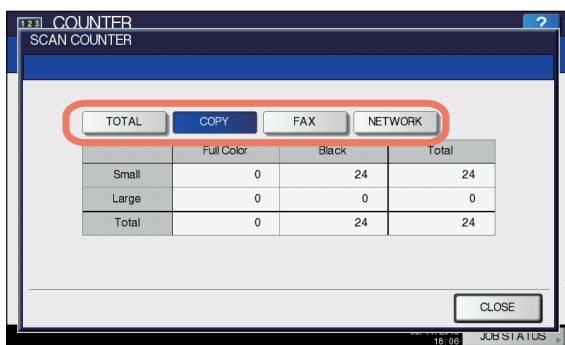 123 COUNTER ?
SCAN COUNTER
TOTAL COPY FAX NETWORK
Full Color Black Total
Small 0 24 24
Large 0 0 0
Total 0 24 24
CLOSE
18:06 JOB STATUS